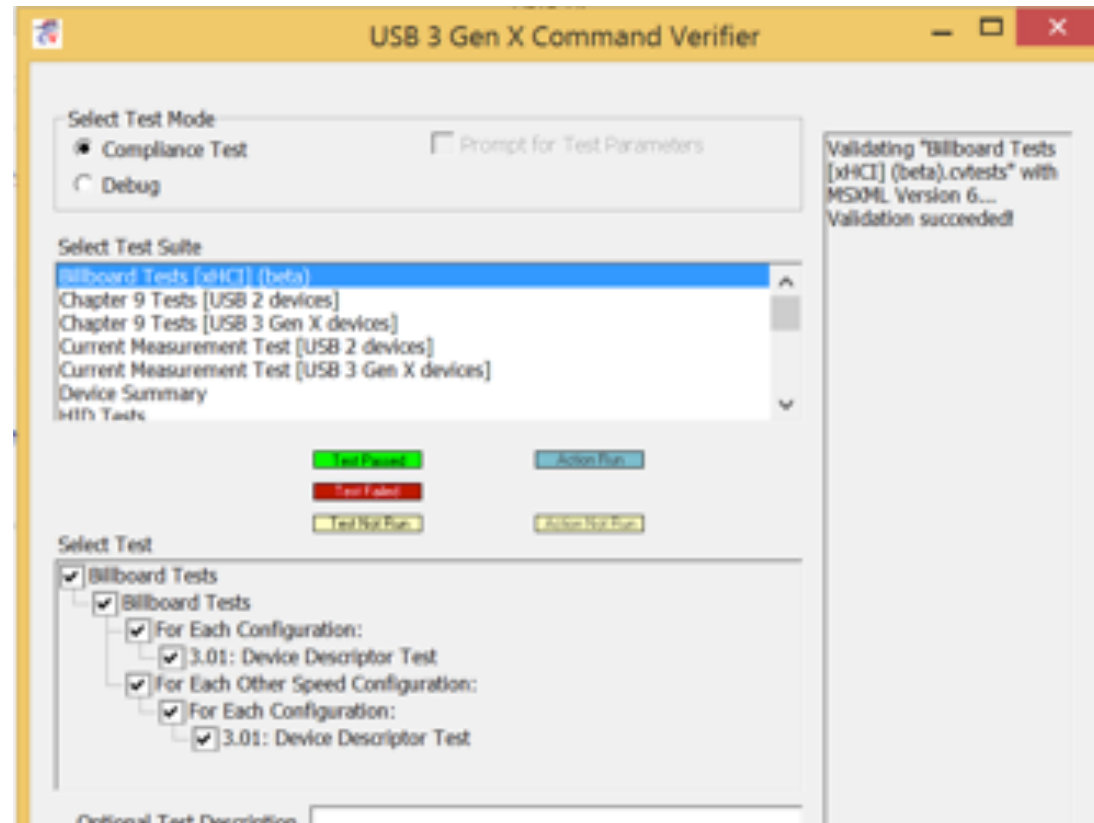 USB 3 Gen X Command Verifier
Select Test Mode
Compliance Test
Prompt for Test Parameters
Debug
Validating "Billboard Tests
[xHCI] (beta).cvtests" with
MSXML Version 6...
Validation succeeded!
Select Test Suite
Billboard Tests [xHCI] (beta)
Chapter 9 Tests [USB 2 devices]
Chapter 9 Tests [USB 3 Gen X devices]
Current Measurement Test [USB 2 devices]
Current Measurement Test [USB 3 Gen X devices]
Device Summary
HID Tests
Test Passed
Action Run
Test Failed
Test Not Run
Action Not Run
Select Test
Billboard Tests
Billboard Tests
For Each Configuration:
3.01: Device Descriptor Test
For Each Other Speed Configuration:
For Each Configuration:
3.01: Device Descriptor Test
Optional Test Description